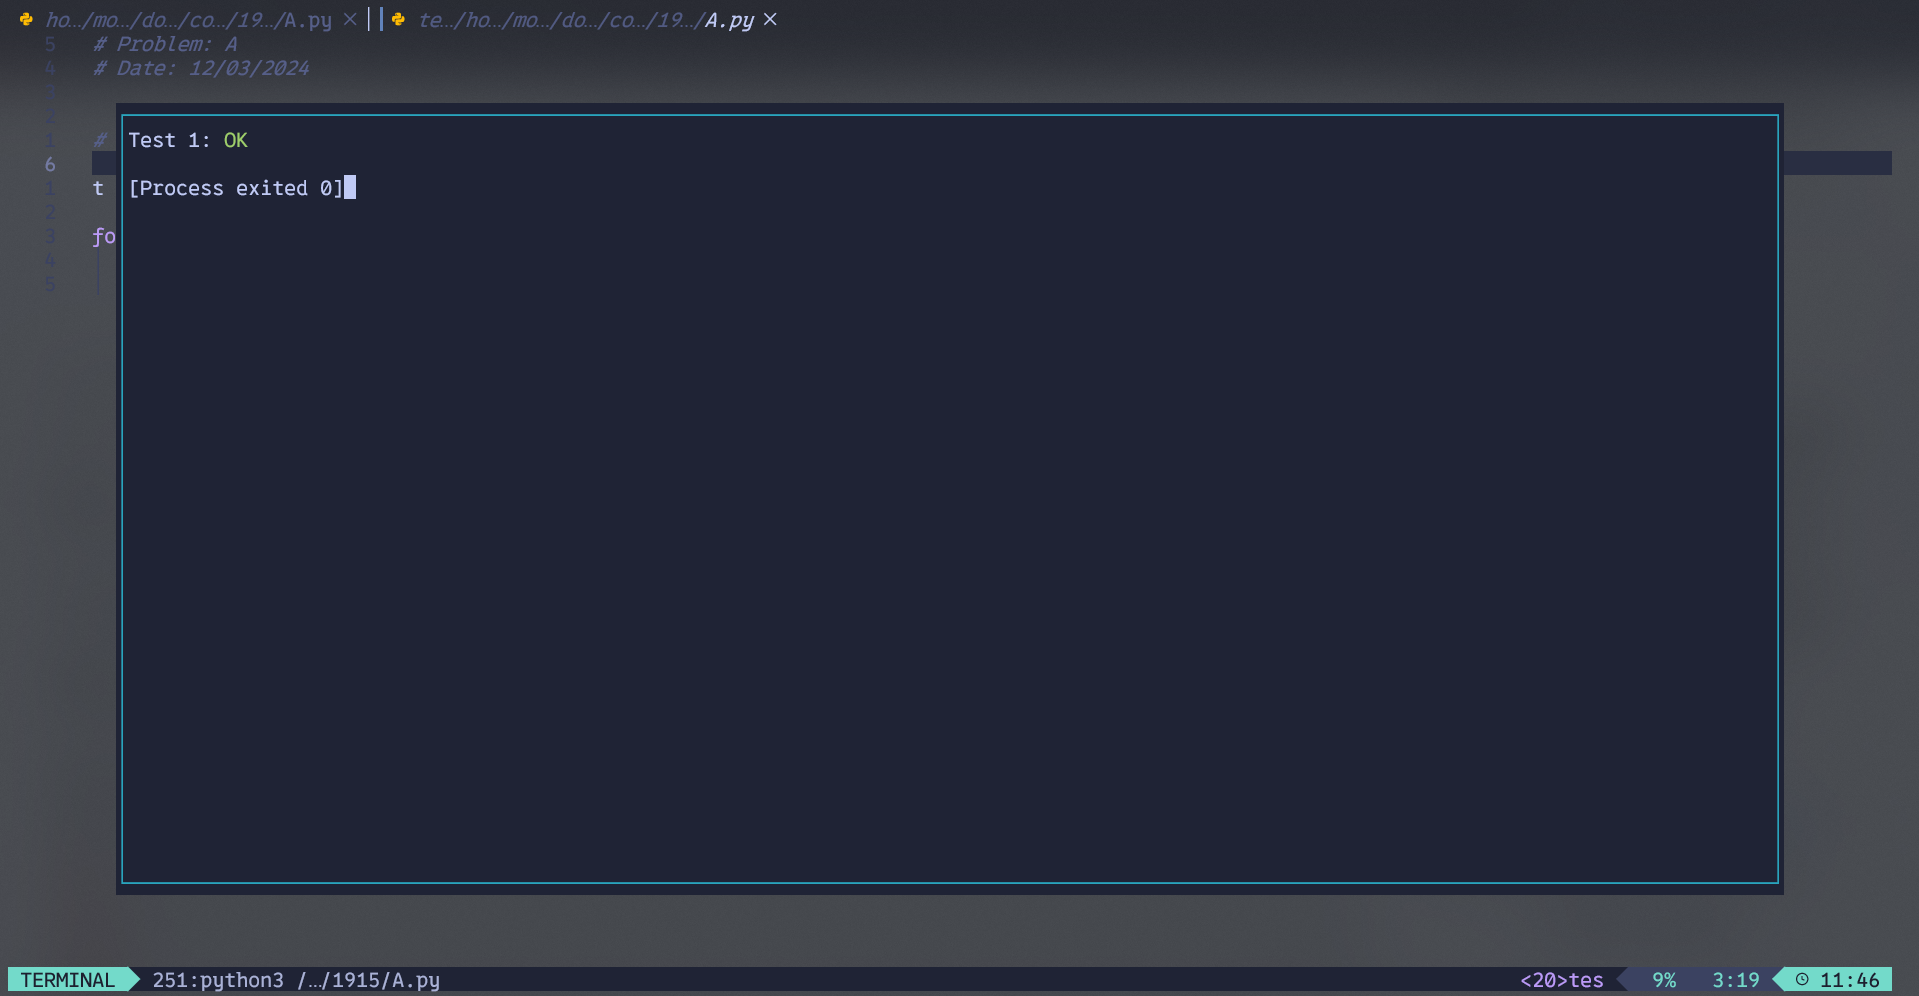 ho…/mo…/do…/co…/19…/A.py × te…/ho…/mo…/do…/co…/19…/A.py ×
5 # Problem: A
4 # Date: 12/03/2024
3
2
1 # Test 1: OK
6
1 t [Process exited 0]
2
3 fo
4
5
TERMINAL 251:python3 /…/1915/A.py <20>tes 9% 3:19 11:46